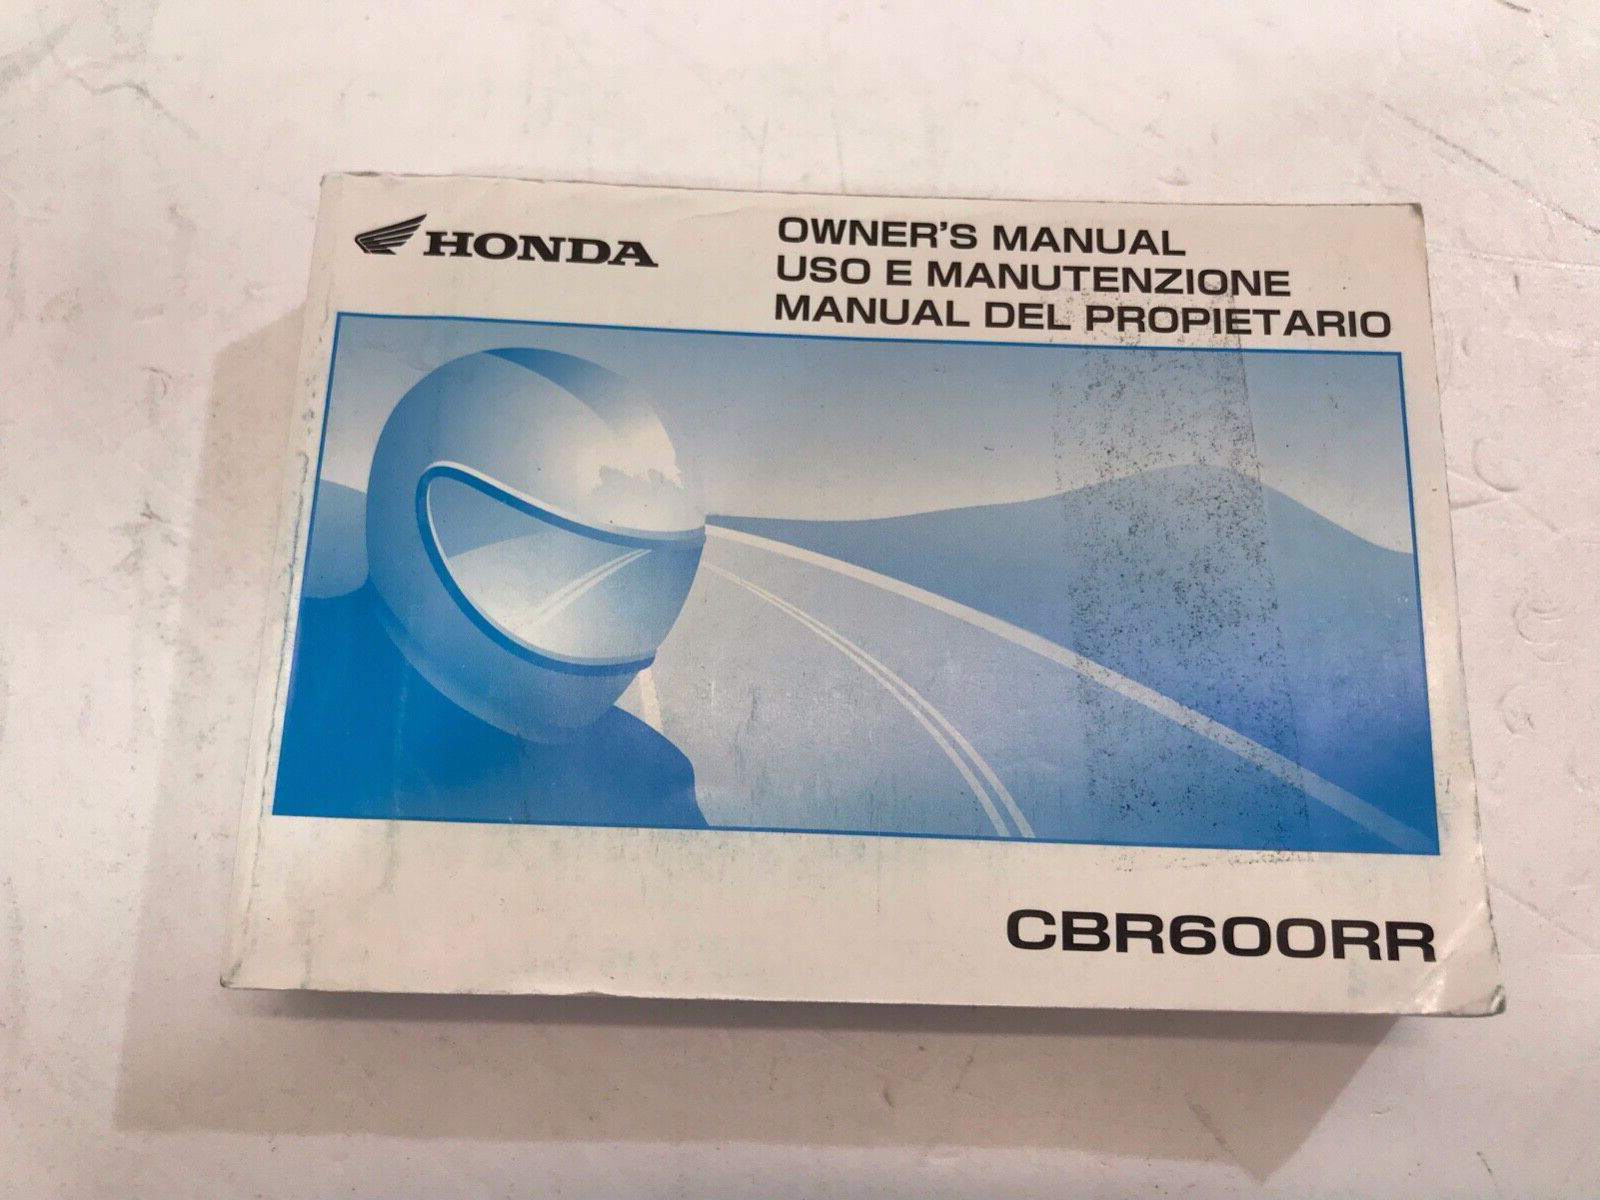 HONDA
OWNER'S MANUAL
USO E MANUTENZIONE
MANUAL DEL PROPIETARIO
CBR600RR